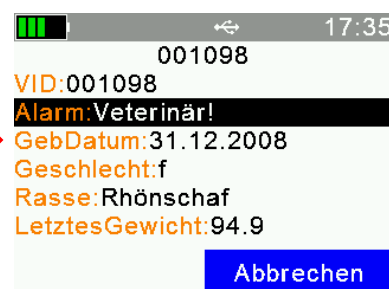 17:35
001098
VID:001098
Alarm:Veterinär!
GebDatum:31.12.2008
Geschlecht:f
Rasse:Rhönschaf
LetztesGewicht:94.9
Abbrechen